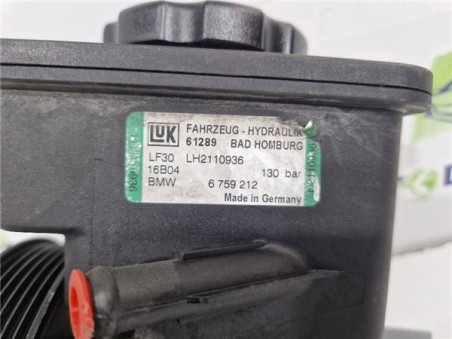 LUK FAHRZEUG - HYDRAULIK
61289 BAD HOMBURG
LF30 LH2110936
16B04 130 bar
BMW 6 759 212
Made in Germany